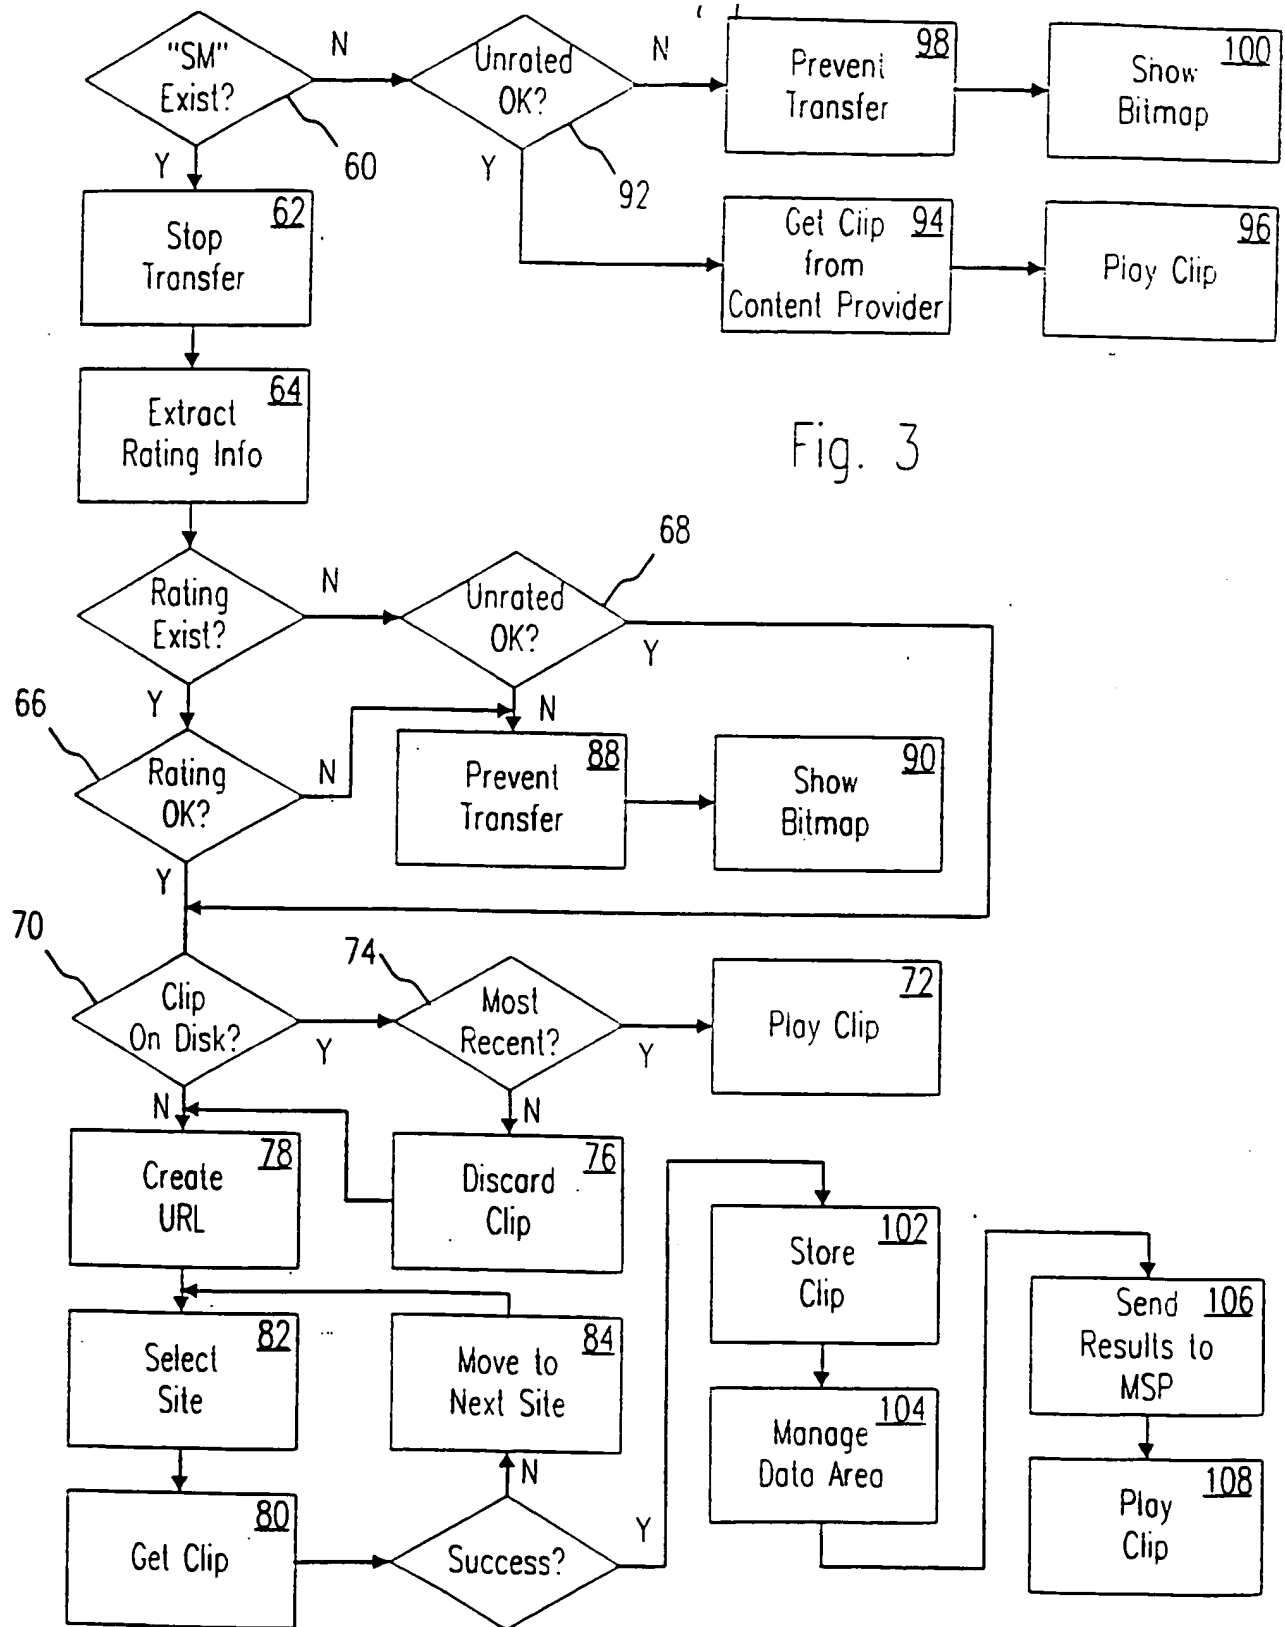 "SM"
Exist?
N
60
Y
Unrated
OK?
N
92
Y
98
Prevent
Transfer
100
Show
Bitmap
62
Stop
Transfer
Get Clip 94
from
Content Provider
96
Play Clip
64
Extract
Rating Info
Fig. 3
Rating
Exist?
N
Y
68
Unrated
OK?
Y
N
66
Rating
OK?
N
Y
88
Prevent
Transfer
90
Show
Bitmap
70
Clip
On Disk?
Y
N
74
Most
Recent?
Y
N
72
Play Clip
78
Create
URL
76
Discard
Clip
102
Store
Clip
Send 106
Results to
MSP
82
Select
Site
84
Move to
Next Site
N
104
Manage
Data Area
80
Get Clip
Success?
Y
108
Play
Clip